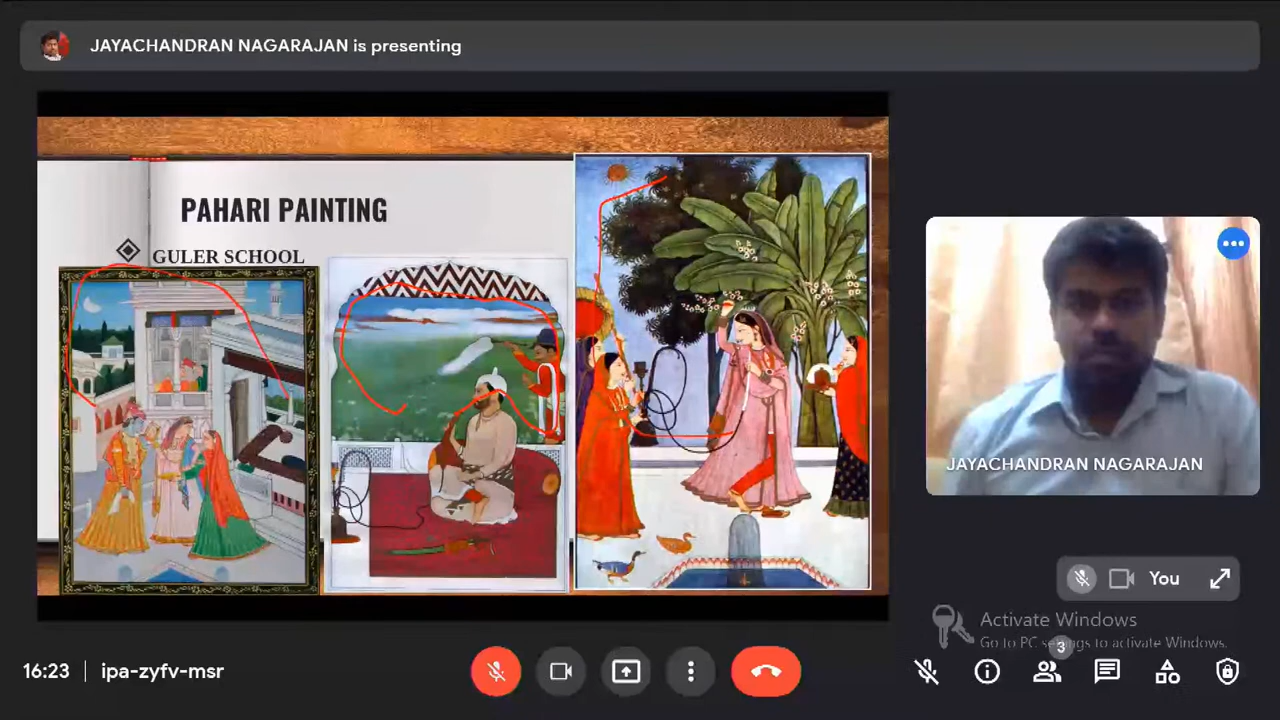 JAYACHANDRAN NAGARAJAN is presenting
PAHARI PAINTING
GULER SCHOOL
JAYACHANDRAN NAGARAJAN
You
Activate Windows
Go to PC settings to activate Windows.
3
16:23 | ipa-zyfv-msr